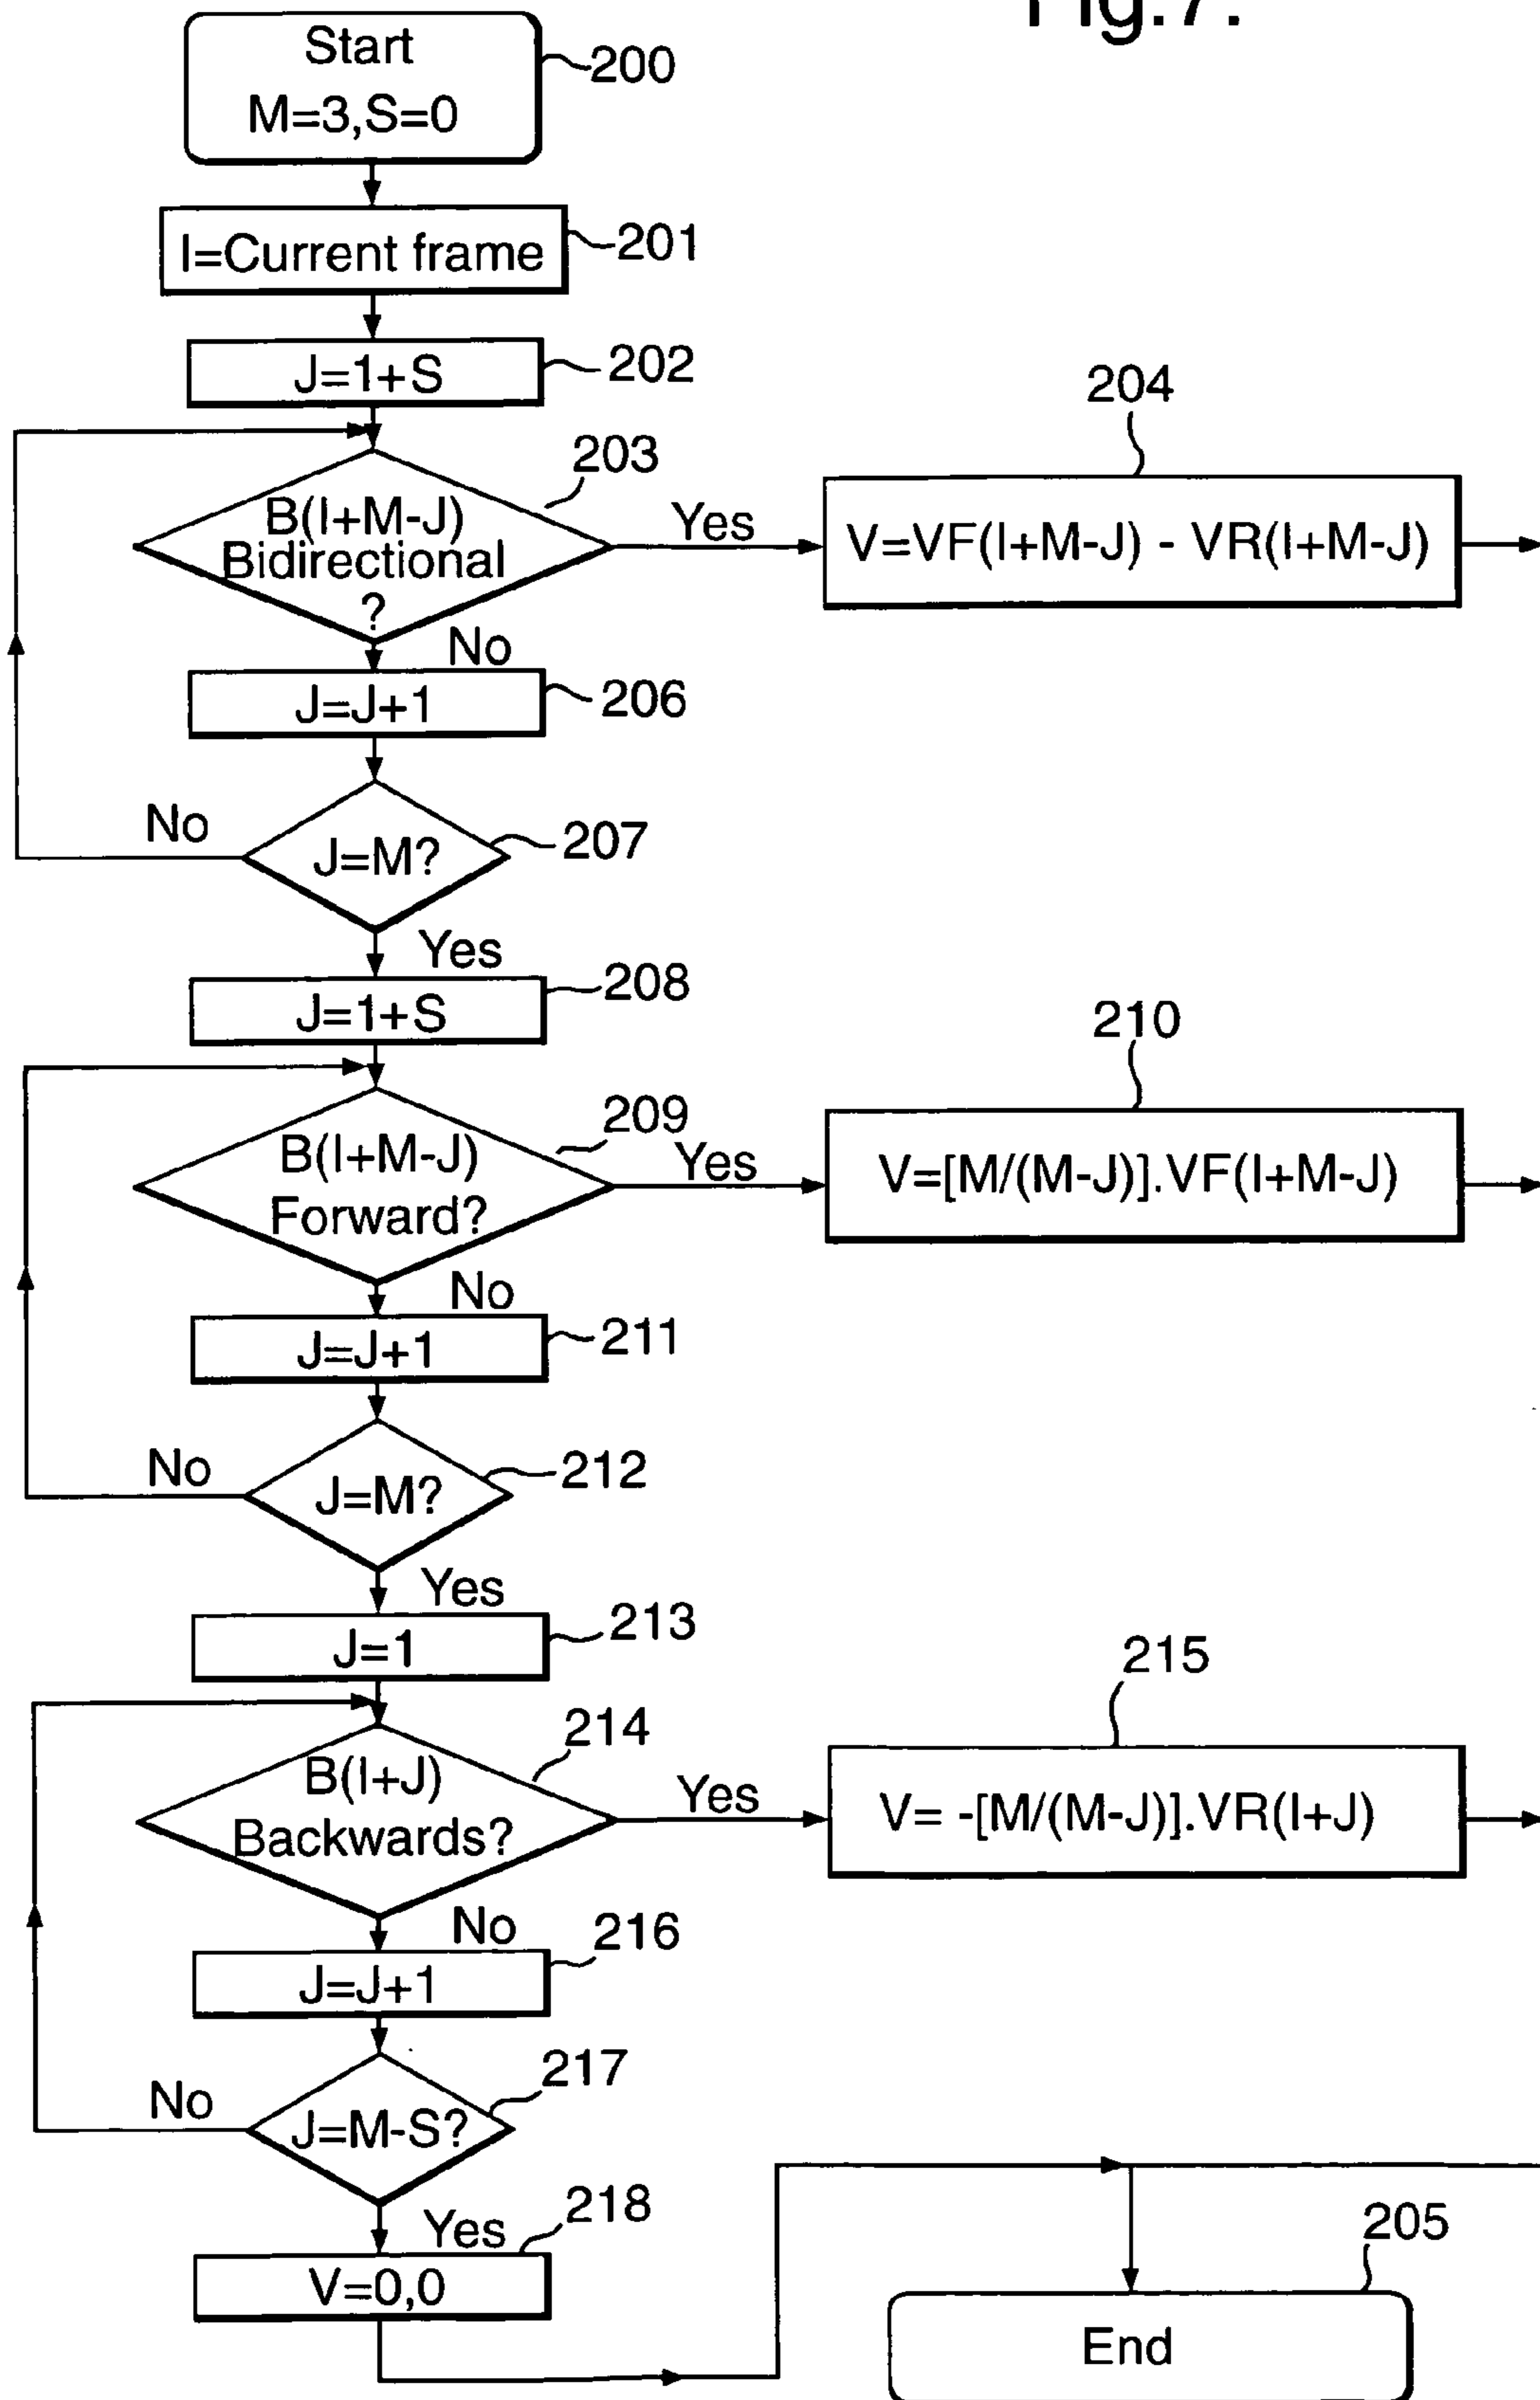 Fig.7.
Start
M=3,S=0
200
I=Current frame
201
J=1+S
202
203
B(I+M-J)
Bidirectional
?
Yes
204
V=VF(I+M-J) - VR(I+M-J)
No
J=J+1
206
No
J=M?
207
Yes
J=1+S
208
209
B(I+M-J)
Forward?
Yes
210
V=[M/(M-J)].VF(I+M-J)
No
J=J+1
211
No
J=M?
212
Yes
J=1
213
214
B(I+J)
Backwards?
Yes
215
V= -[M/(M-J)].VR(I+J)
No
J=J+1
216
No
J=M-S?
217
Yes
218
V=0,0
205
End